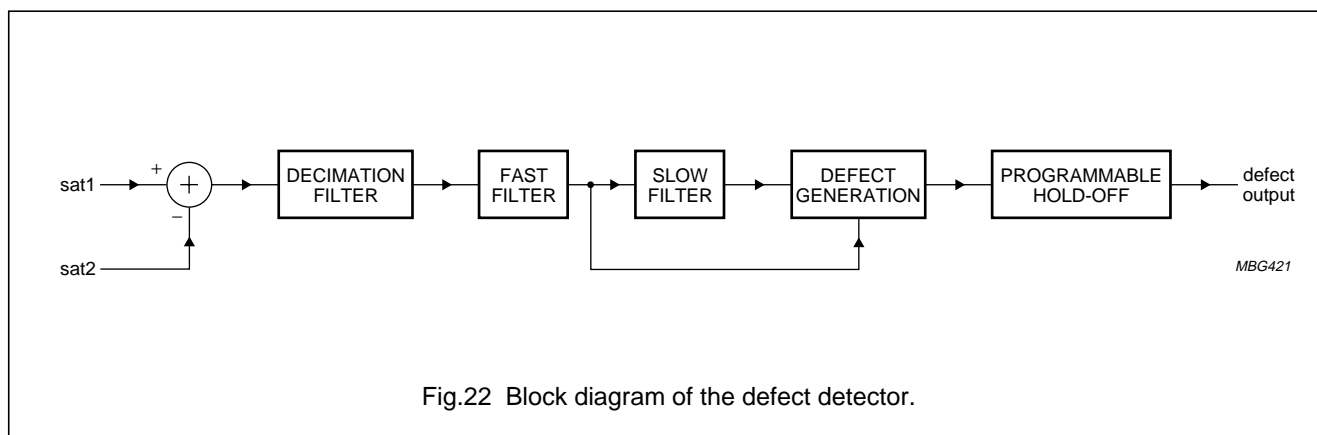 sat1
+
+
−
sat2
DECIMATION
FILTER
FAST
FILTER
SLOW
FILTER
DEFECT
GENERATION
PROGRAMMABLE
HOLD-OFF
defect
output
MBG421
Fig.22 Block diagram of the defect detector.